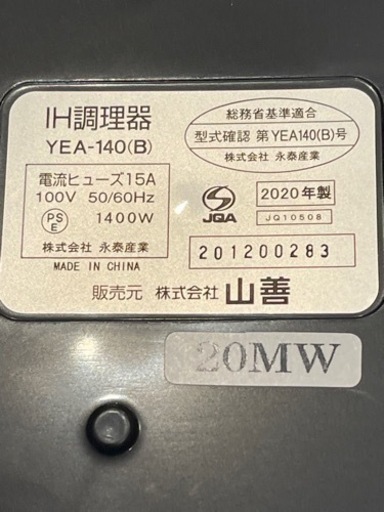 IH調理器
YEA-140(B)
総務省基準適合
型式確認 第YEA140(B)号
株式会社 永泰産業
電流ヒューズ15A
100V 50/60Hz
PS
E
1400W
株式会社 永泰産業
MADE IN CHINA
JQA
2020年製
JQ10508
201200283
販売元 株式会社 山善
20MW